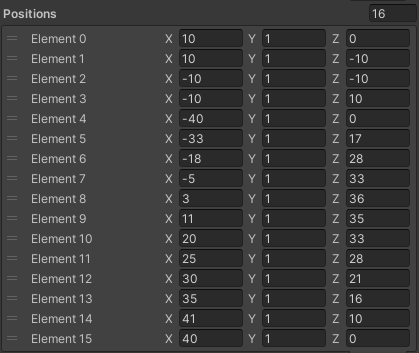 Positions 16
Element 0 X 10 Y 1 Z 0
Element 1 X 10 Y 1 Z -10
Element 2 X -10 Y 1 Z -10
Element 3 X -10 Y 1 Z 10
Element 4 X -40 Y 1 Z 0
Element 5 X -33 Y 1 Z 17
Element 6 X -18 Y 1 Z 28
Element 7 X -5 Y 1 Z 33
Element 8 X 3 Y 1 Z 36
Element 9 X 11 Y 1 Z 35
Element 10 X 20 Y 1 Z 33
Element 11 X 25 Y 1 Z 28
Element 12 X 30 Y 1 Z 21
Element 13 X 35 Y 1 Z 16
Element 14 X 41 Y 1 Z 10
Element 15 X 40 Y 1 Z 0